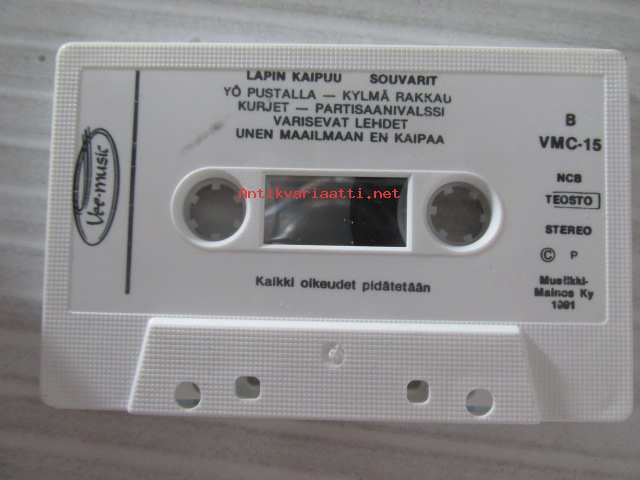 LAPIN KAIPUU SOUVARIT
YÖ PUSTALLA — KYLMÄ RAKKAU
KURJET — PARTISAANIVALSSI
VARISEVAT LEHDET
UNEN MAAILMAAN EN KAIPAA
Vee-music
B
VMC-15
NCB
TEOSTO
STEREO
© P
Musiikki-
Mainos Ky
1981
Antikvariaatti.net
Kaikki oikeudet pidätetään